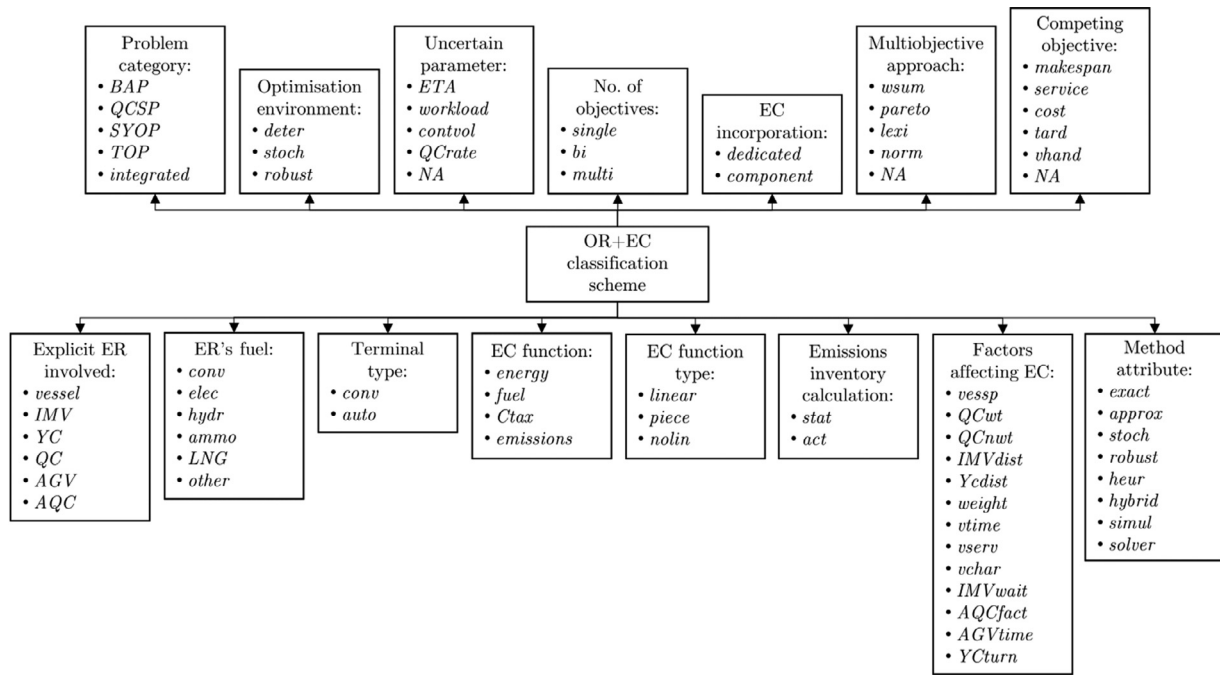 Problem
category:
• BAP
• QCSP
• SYOP
• TOP
• integrated
Optimisation
environment:
• deter
• stoch
• robust
Uncertain
parameter:
• ETA
• workload
• contvol
• QCrate
• NA
No. of
objectives:
• single
• bi
• multi
EC
incorporation:
• dedicated
• component
Multiobjective
approach:
• wsum
• pareto
• lexi
• norm
• NA
Competing
objective:
• makespan
• service
• cost
• tard
• vhand
• NA
OR+EC
classification
scheme
Explicit ER
involved:
• vessel
• IMV
• YC
• QC
• AGV
• AQC
ER's fuel:
• conv
• elec
• hydr
• ammo
• LNG
• other
Terminal
type:
• conv
• auto
EC function:
• energy
• fuel
• Ctax
• emissions
EC function
type:
• linear
• piece
• nolin
Emissions
inventory
calculation:
• stat
• act
Factors
affecting EC:
• vessp
• QCwt
• QCnwt
• IMVdist
• Ycdist
• weight
• vtime
• vserv
• vchar
• IMVwait
• AQCfact
• AGVtime
• YCturn
Method
attribute:
• exact
• approx
• stoch
• robust
• heur
• hybrid
• simul
• solver